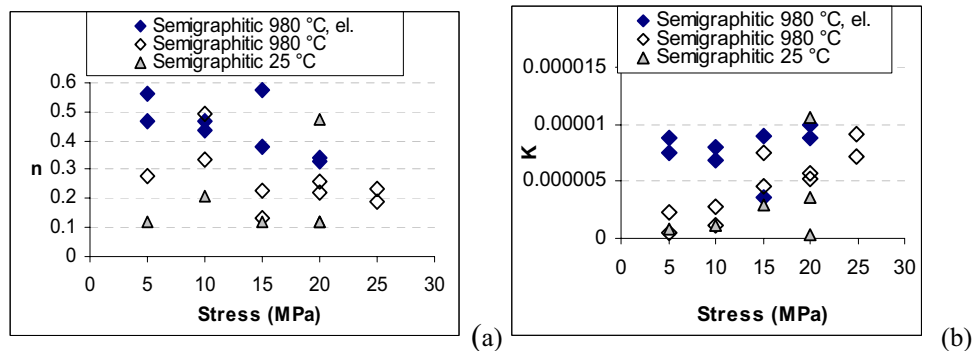 Semigraphitic 980 °C, el.
Semigraphitic 980 °C
Semigraphitic 25 °C
0.6
0.5
0.4
0.3
0.2
0.1
0
n
0 5 10 15 20 25 30
Stress (MPa)
(a)
Semigraphitic 980 °C, el.
Semigraphitic 980 °C
Semigraphitic 25 °C
0.000015
0.00001
0.000005
0
K
0 5 10 15 20 25 30
Stress (MPa)
(b)